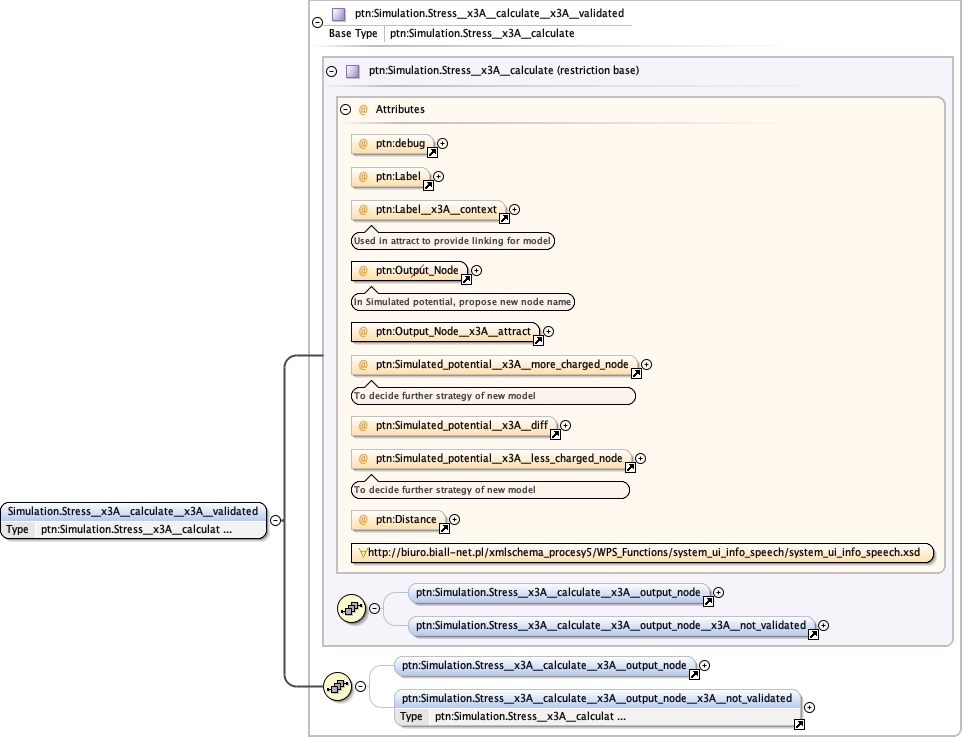 ptn:Simulation.Stress__x3A__calculate__x3A__validated
Base Type ptn:Simulation.Stress__x3A__calculate
ptn:Simulation.Stress__x3A__calculate (restriction base)
@ Attributes
@ ptn:debug
@ ptn:Label
@ ptn:Label__x3A__context
Used in attract to provide linking for model
@ ptn:Output_Node
In Simulated potential, propose new node name
@ ptn:Output_Node__x3A__attract
@ ptn:Simulated_potential__x3A__more_charged_node
To decide further strategy of new model
@ ptn:Simulated_potential__x3A__diff
@ ptn:Simulated_potential__x3A__less_charged_node
To decide further strategy of new model
@ ptn:Distance
http://biuro.biall-net.pl/xmlschema_procesy5/WPS_Functions/system_ui_info_speech/system_ui_info_speech.xsd
ptn:Simulation.Stress__x3A__calculate__x3A__output_node
ptn:Simulation.Stress__x3A__calculate__x3A__output_node__x3A__not_validated
Simulation.Stress__x3A__calculate__x3A__validated
Type ptn:Simulation.Stress__x3A__calculat ...
ptn:Simulation.Stress__x3A__calculate__x3A__output_node
ptn:Simulation.Stress__x3A__calculate__x3A__output_node__x3A__not_validated
Type ptn:Simulation.Stress__x3A__calculat ...